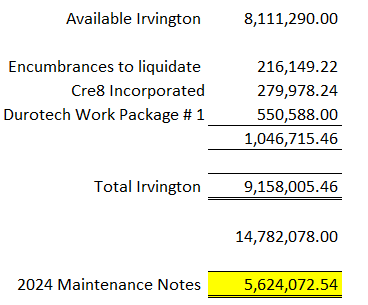 Available Irvington 8,111,290.00
Encumbrances to liquidate 216,149.22
Cre8 Incorporated 279,978.24
Durotech Work Package # 1 550,588.00
1,046,715.46
Total Irvington 9,158,005.46
14,782,078.00
2024 Maintenance Notes 5,624,072.54